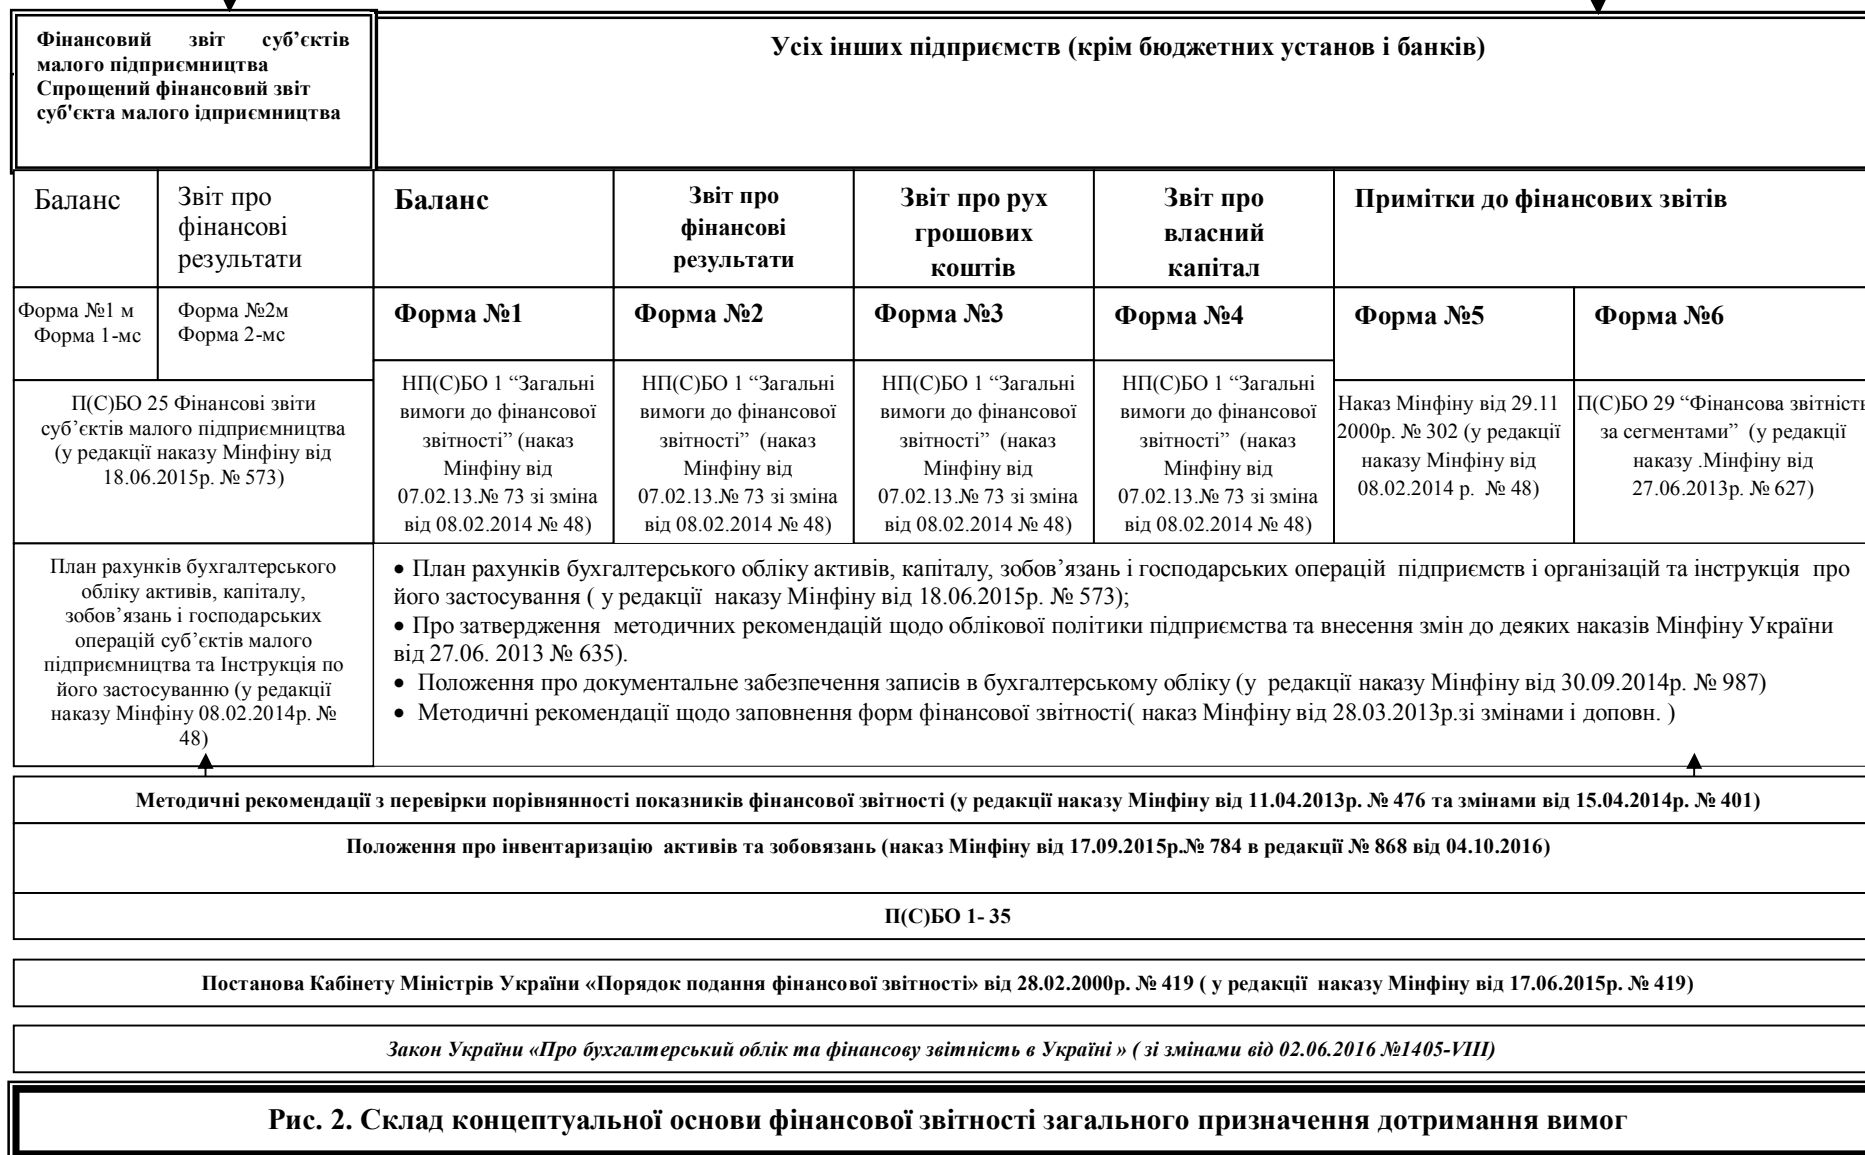 Фінансовий звіт суб’єктів
малого підприємництва
Спрощений фінансовий звіт
суб'єкта малого ідприємництва
Усіх інших підприємств (крім бюджетних установ і банків)
Баланс
Звіт про
фінансові
результати
Баланс
Звіт про
фінансові
результати
Звіт про рух
грошових
коштів
Звіт про
власний
капітал
Примітки до фінансових звітів
Форма №1 м
Форма 1-мс
Форма №2м
Форма 2-мс
Форма №1
Форма №2
Форма №3
Форма №4
Форма №5
Форма №6
П(С)БО 25 Фінансові звіти
суб’єктів малого підприємництва
(у редакції наказу Мінфіну від
18.06.2015р. № 573)
НП(С)БО 1 “Загальні
вимоги до фінансової
звітності” (наказ
Мінфіну від
07.02.13.№ 73 зі зміна
від 08.02.2014 № 48)
НП(С)БО 1 “Загальні
вимоги до фінансової
звітності” (наказ
Мінфіну від
07.02.13.№ 73 зі зміна
від 08.02.2014 № 48)
НП(С)БО 1 “Загальні
вимоги до фінансової
звітності” (наказ
Мінфіну від
07.02.13.№ 73 зі зміна
від 08.02.2014 № 48)
НП(С)БО 1 “Загальні
вимоги до фінансової
звітності” (наказ
Мінфіну від
07.02.13.№ 73 зі зміна
від 08.02.2014 № 48)
Наказ Мінфіну від 29.11
2000р. № 302 (у редакції
наказу Мінфіну від
08.02.2014 р. № 48)
П(С)БО 29 “Фінансова звітність
за сегментами” (у редакції
наказу .Мінфіну від
27.06.2013р. № 627)
План рахунків бухгалтерського
обліку активів, капіталу,
зобов’язань і господарських
операцій суб’єктів малого
підприємництва та Інструкція по
його застосуванню (у редакції
наказу Мінфіну 08.02.2014р. №
48)
• План рахунків бухгалтерського обліку активів, капіталу, зобов’язань і господарських операцій підприємств і організацій та інструкція про
його застосування ( у редакції наказу Мінфіну від 18.06.2015р. № 573);
• Про затвердження методичних рекомендацій щодо облікової політики підприємства та внесення змін до деяких наказів Мінфіну України
від 27.06. 2013 № 635).
• Положення про документальне забезпечення записів в бухгалтерському обліку (у редакції наказу Мінфіну від 30.09.2014р. № 987)
• Методичні рекомендації щодо заповнення форм фінансової звітності( наказ Мінфіну від 28.03.2013р.зі змінами і доповн. )
Методичні рекомендації з перевірки порівнянності показників фінансової звітності (у редакції наказу Мінфіну від 11.04.2013р. № 476 та змінами від 15.04.2014р. № 401)
Положення про інвентаризацію активів та зобовязань (наказ Мінфіну від 17.09.2015р.№ 784 в редакції № 868 від 04.10.2016)
П(С)БО 1- 35
Постанова Кабінету Міністрів України «Порядок подання фінансової звітності» від 28.02.2000р. № 419 ( у редакції наказу Мінфіну від 17.06.2015р. № 419)
Закон України «Про бухгалтерський облік та фінансову звітність в Україні » ( зі змінами від 02.06.2016 №1405-VIII)
Рис. 2. Склад концептуальної основи фінансової звітності загального призначення дотримання вимог